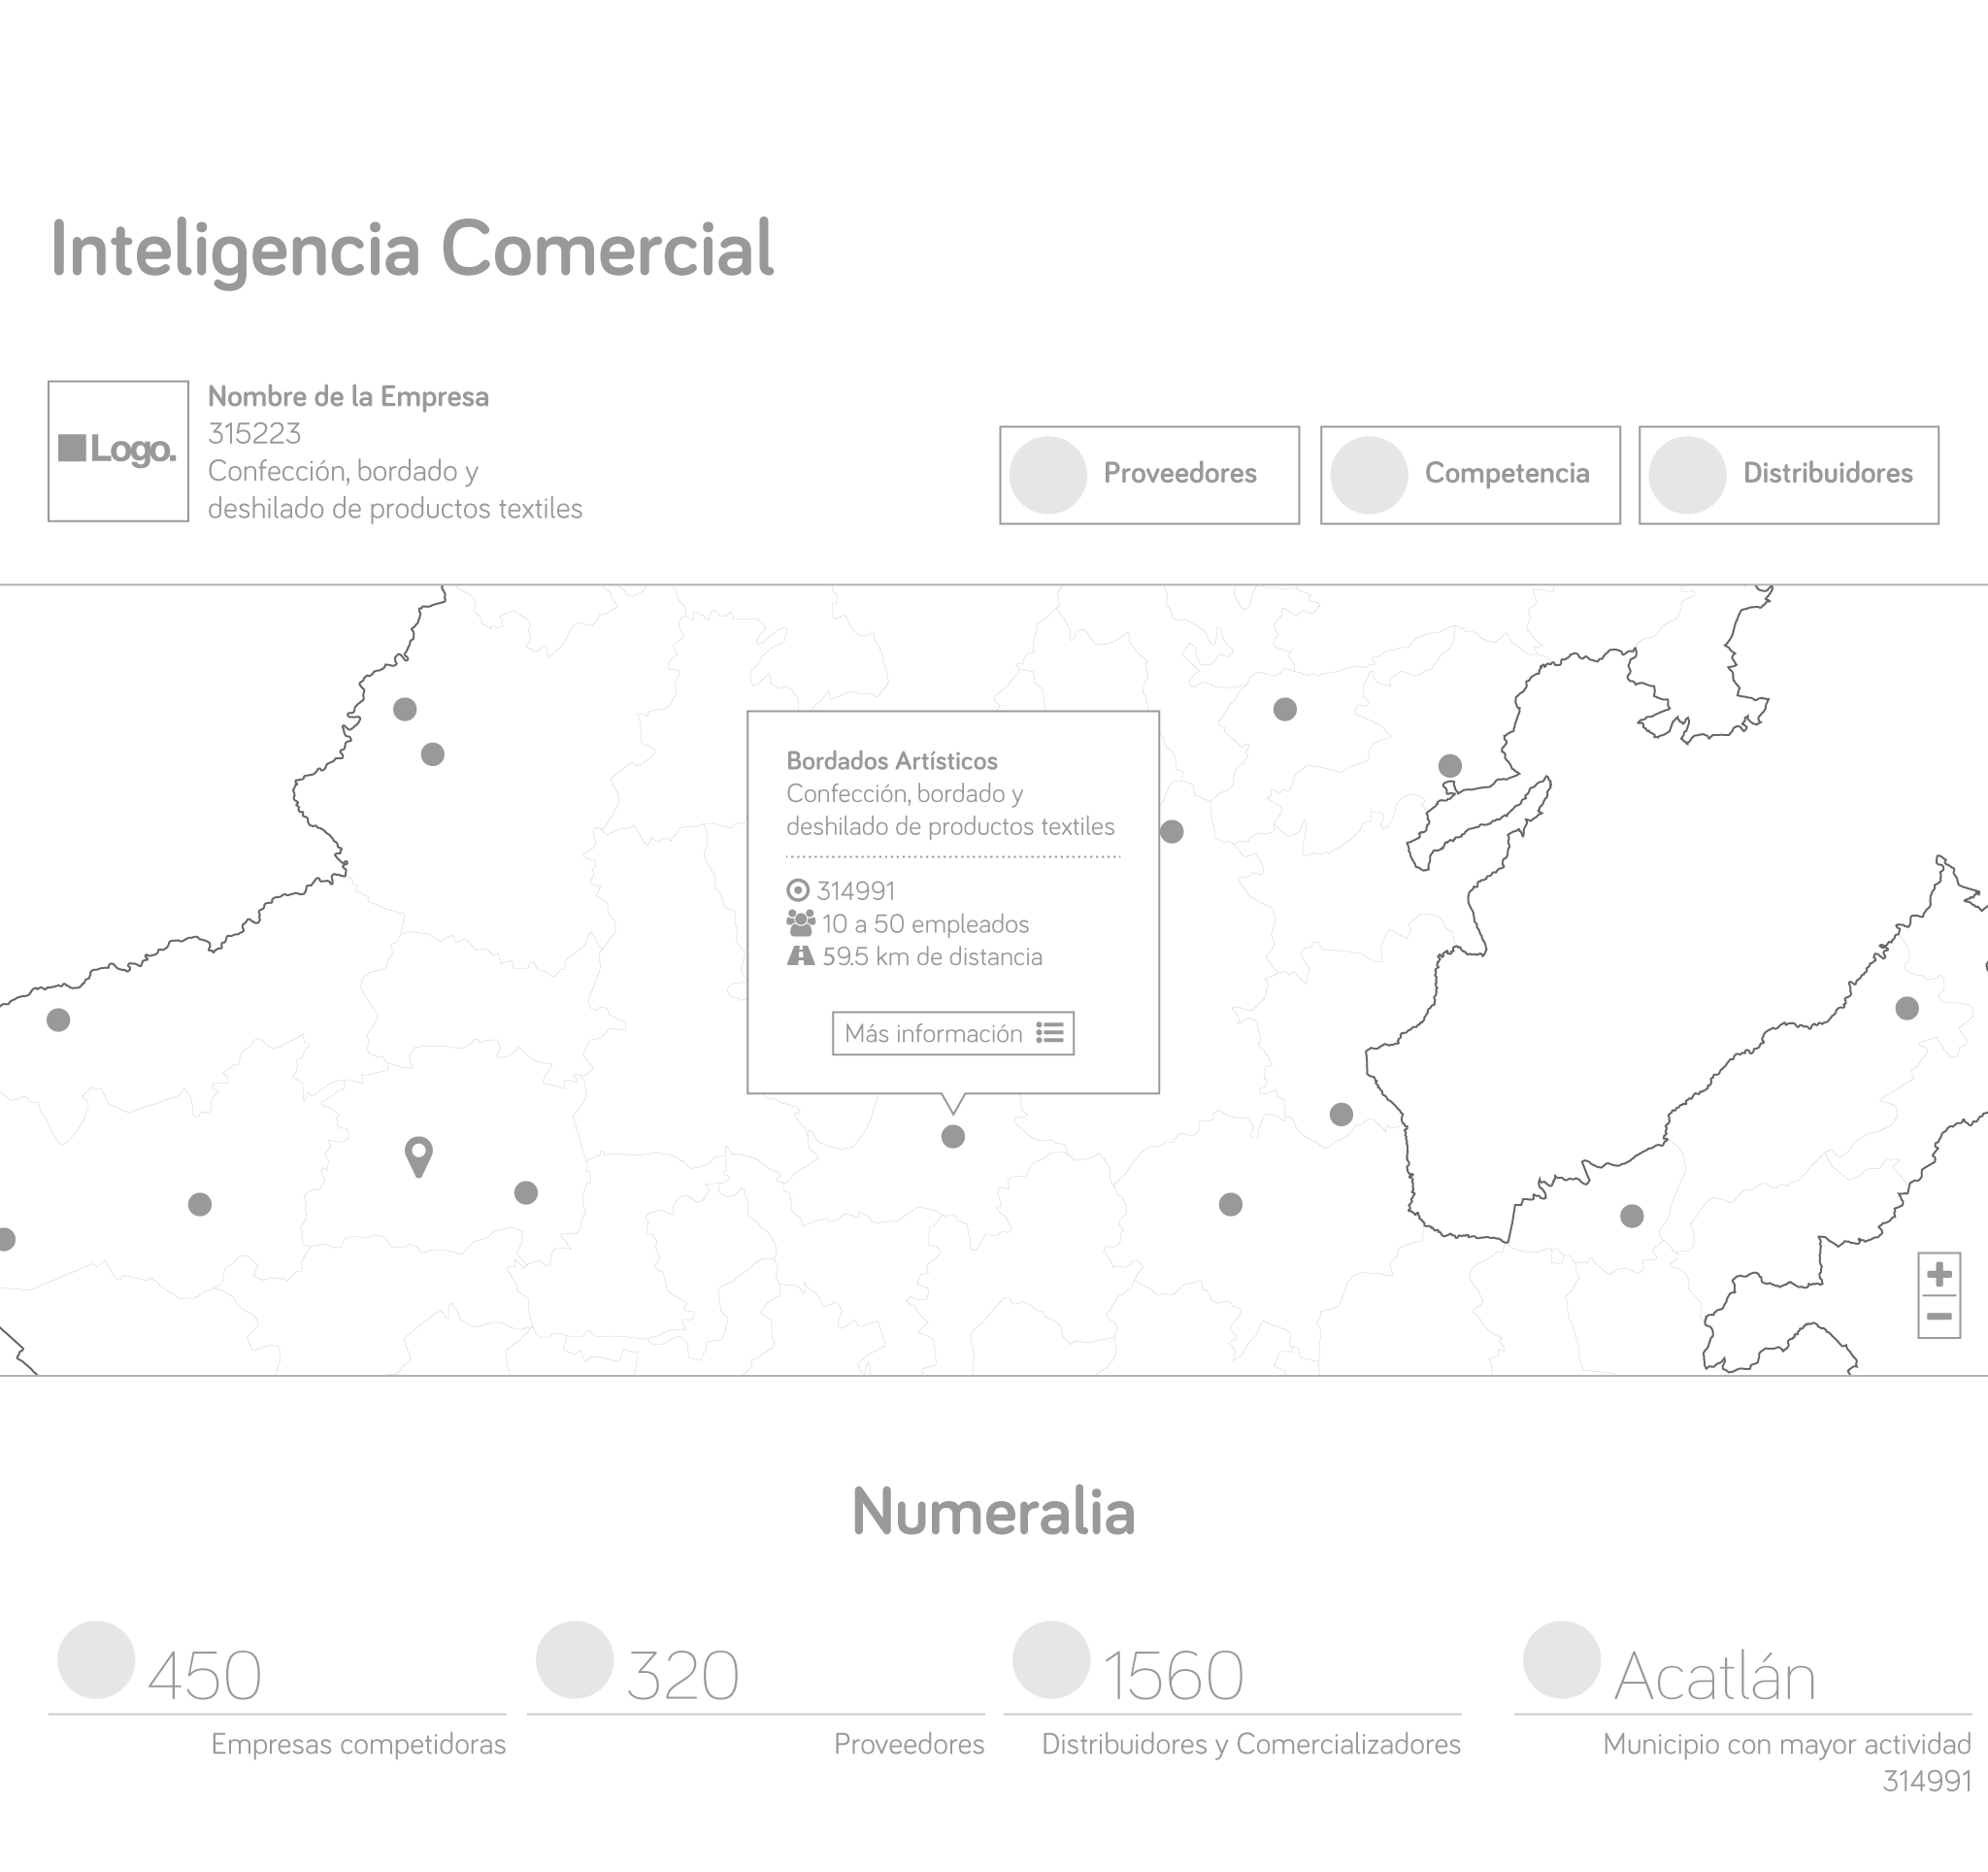 Inteligencia Comercial
Logo.
Nombre de la Empresa
315223
Confección, bordado y
deshilado de productos textiles
Proveedores
Competencia
Distribuidores
Bordados Artísticos
Confección, bordado y
deshilado de productos textiles
314991
10 a 50 empleados
59.5 km de distancia
Más información
Numeralia
450
Empresas competidoras
320
Proveedores
1560
Distribuidores y Comercializadores
Acatlán
Municipio con mayor actividad
314991